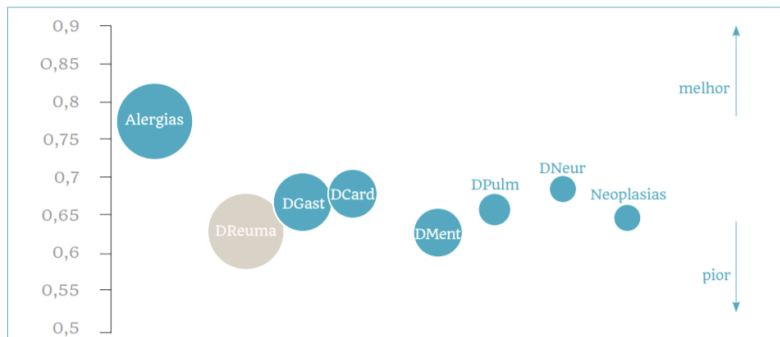 0,9
0,85
0,8
0,75
0,7
0,65
0,6
0,55
0,5
Alergias
DReuma
DGast
DCard
DMent
DPulm
DNeur
Neoplasias
melhor
pior